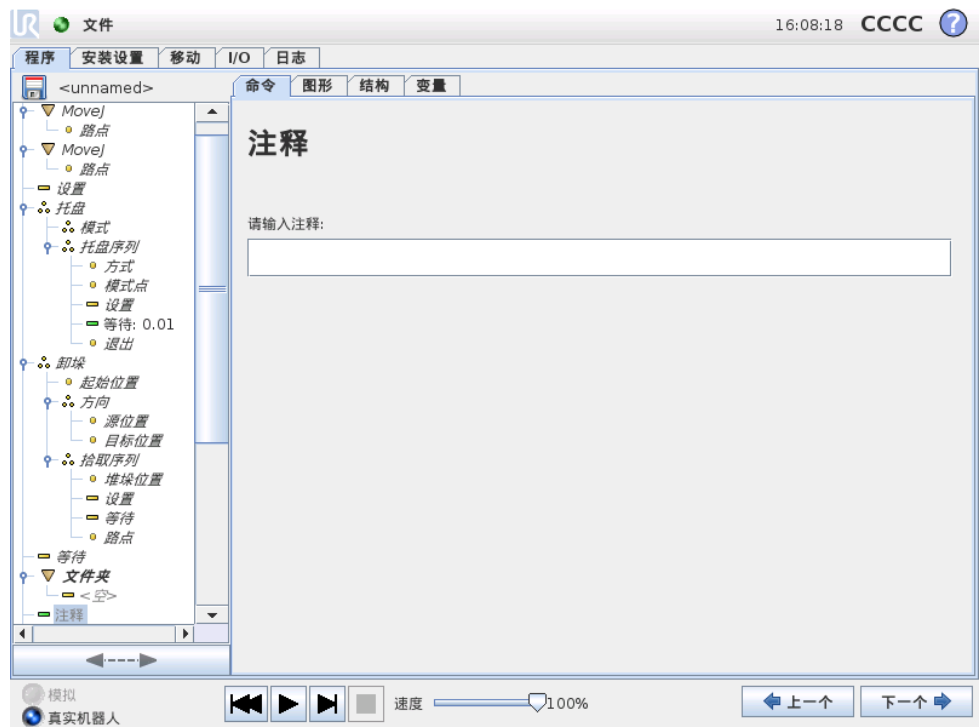 UR 文件 16:08:18 CCCC ?
程序 安装设置 移动 I/O 日志
<unnamed>
命令 图形 结构 变量
MoveJ
路点
MoveJ
路点
设置
托盘
模式
托盘序列
方式
模式点
设置
等待: 0.01
退出
卸垛
起始位置
方向
源位置
目标位置
拾取序列
堆垛位置
设置
等待
路点
等待
文件夹
<空>
注释
注释
请输入注释:
模拟
真实机器人
速度 100%
上一个 下一个